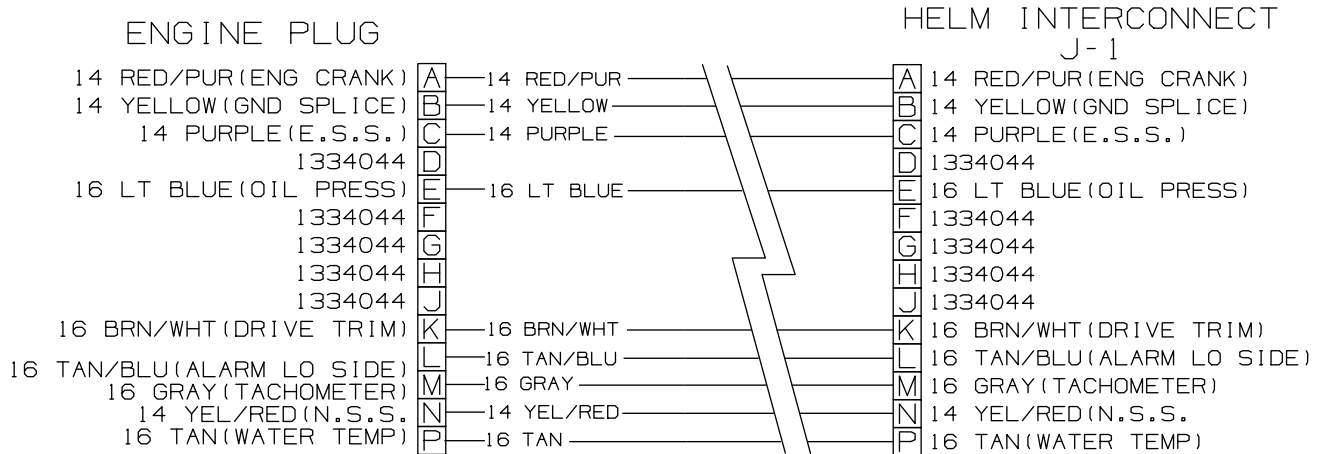 ENGINE PLUG
HELM INTERCONNECT
J-1
14 RED/PUR(ENG CRANK) A 14 RED/PUR A 14 RED/PUR(ENG CRANK)
14 YELLOW(GND SPLICE) B 14 YELLOW B 14 YELLOW(GND SPLICE)
14 PURPLE(E.S.S.) C 14 PURPLE C 14 PURPLE(E.S.S.)
1334044 D D 1334044
16 LT BLUE(OIL PRESS) E 16 LT BLUE E 16 LT BLUE(OIL PRESS)
1334044 F F 1334044
1334044 G G 1334044
1334044 H H 1334044
1334044 J J 1334044
16 BRN/WHT(DRIVE TRIM) K 16 BRN/WHT K 16 BRN/WHT(DRIVE TRIM)
16 TAN/BLU(ALARM LO SIDE) L 16 TAN/BLU L 16 TAN/BLU(ALARM LO SIDE)
16 GRAY(TACHOMETER) M 16 GRAY M 16 GRAY(TACHOMETER)
14 YEL/RED(N.S.S. N 14 YEL/RED N 14 YEL/RED(N.S.S.
16 TAN(WATER TEMP) P 16 TAN P 16 TAN(WATER TEMP)